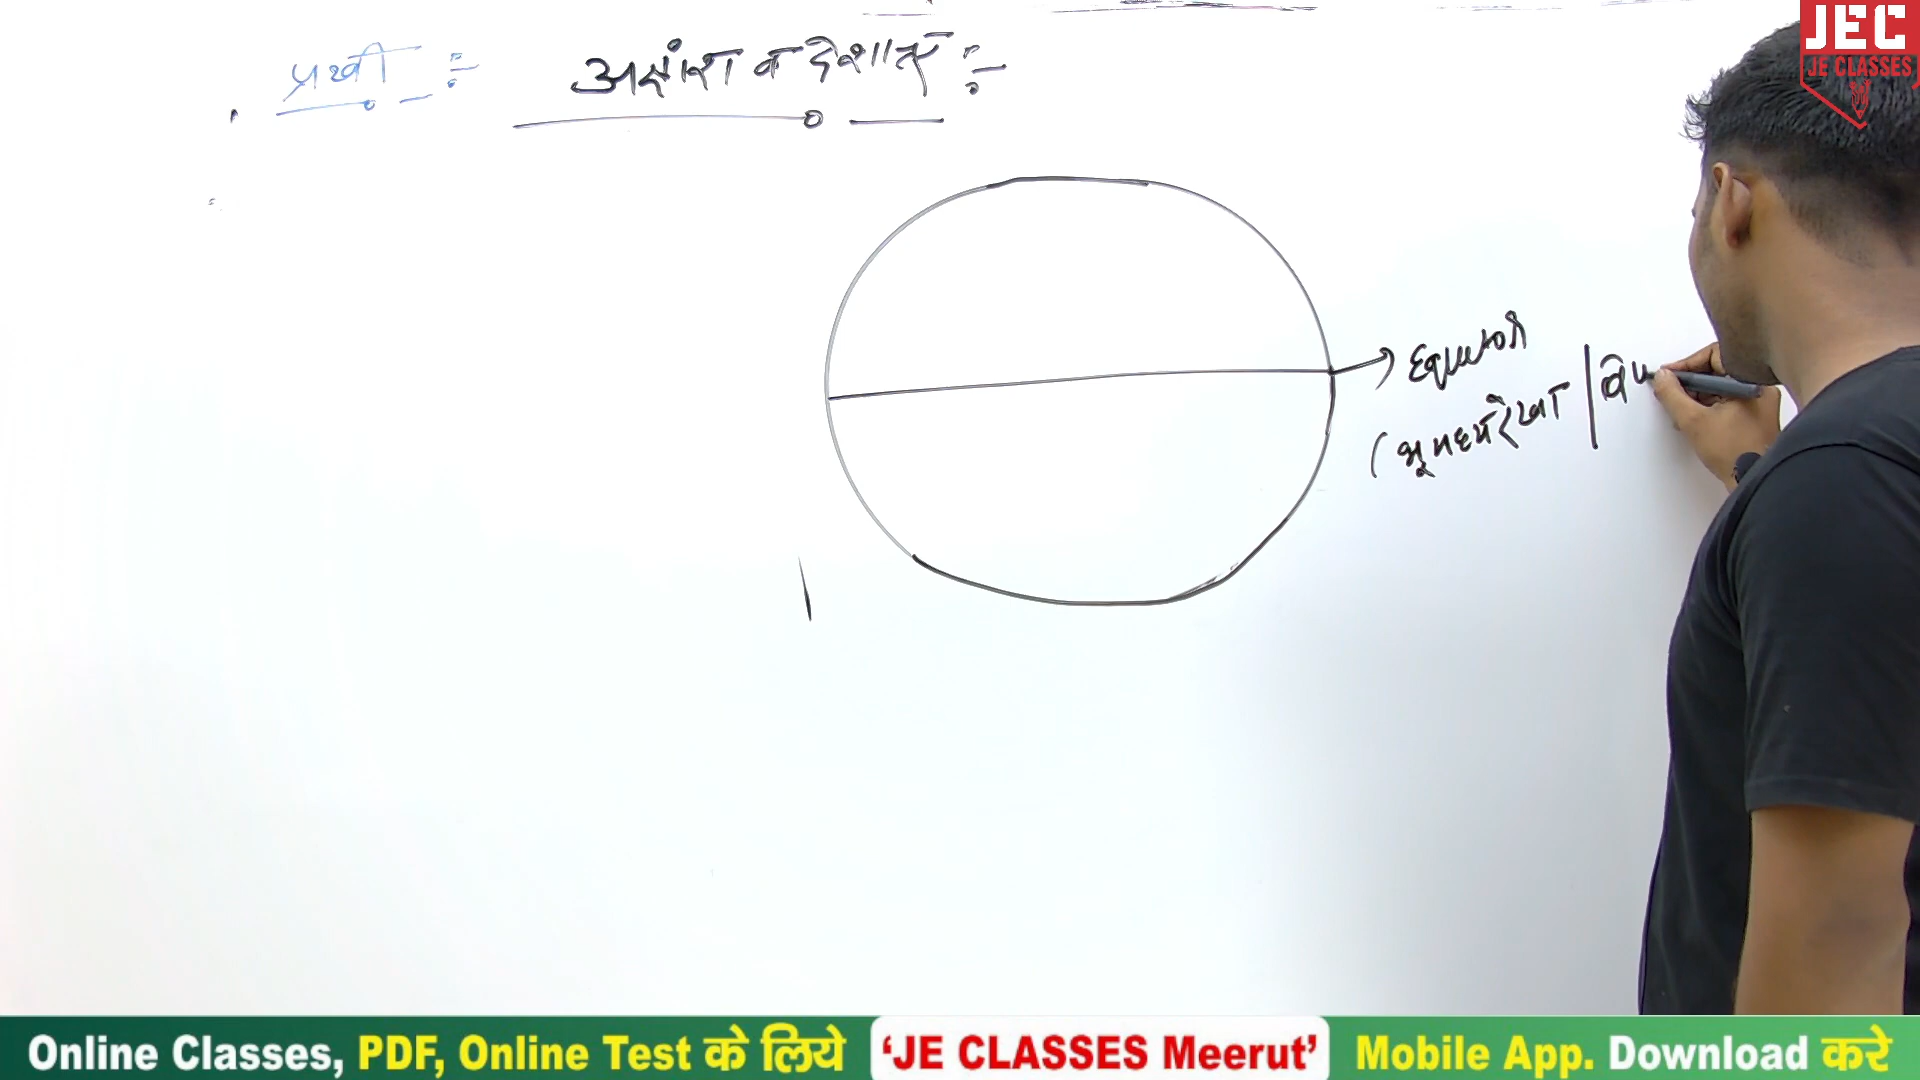 JEC
JE CLASSES
पृथ्वी :-
अक्षांश व देशान्तर :-
Equator
(भूमध्य रेखा / विष
Online Classes, PDF, Online Test के लिये 'JE CLASSES Meerut' Mobile App. Download करे